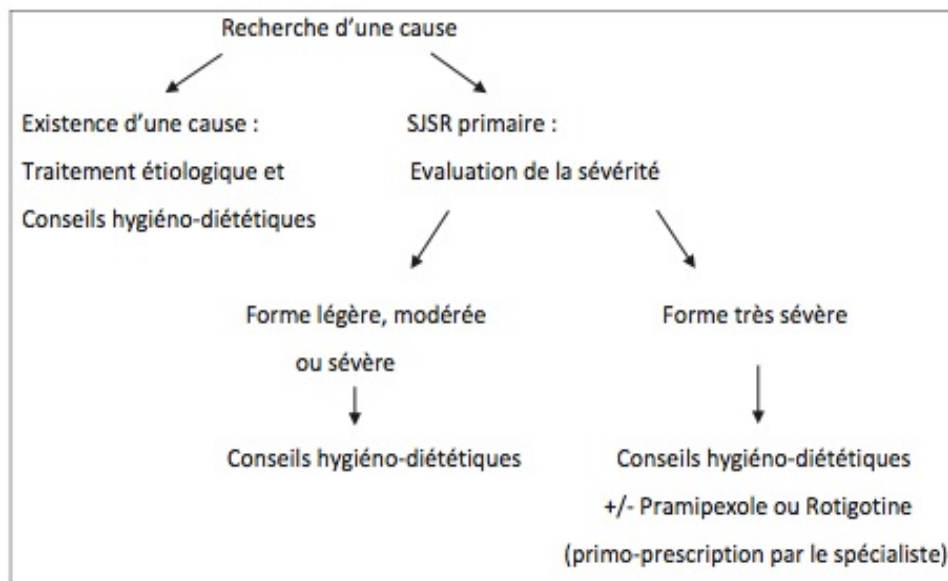 Recherche d’une cause
Existence d’une cause :
Traitement étiologique et
Conseils hygiéno-diététiques
SJSR primaire :
Evaluation de la sévérité
Forme légère, modérée
ou sévère
Forme très sévère
Conseils hygiéno-diététiques
Conseils hygiéno-diététiques
+/- Pramipexole ou Rotigotine
(primo-prescription par le spécialiste)